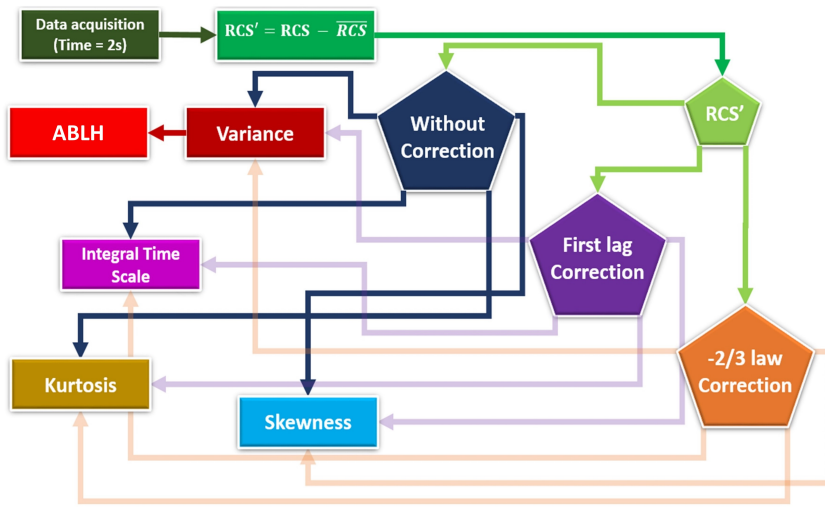 Data acquisition
(Time = 2s)
RCS′ = RCS − \overline{RCS}
RCS'
Without
Correction
Variance
ABLH
First lag
Correction
Integral Time
Scale
-2/3 law
Correction
Kurtosis
Skewness